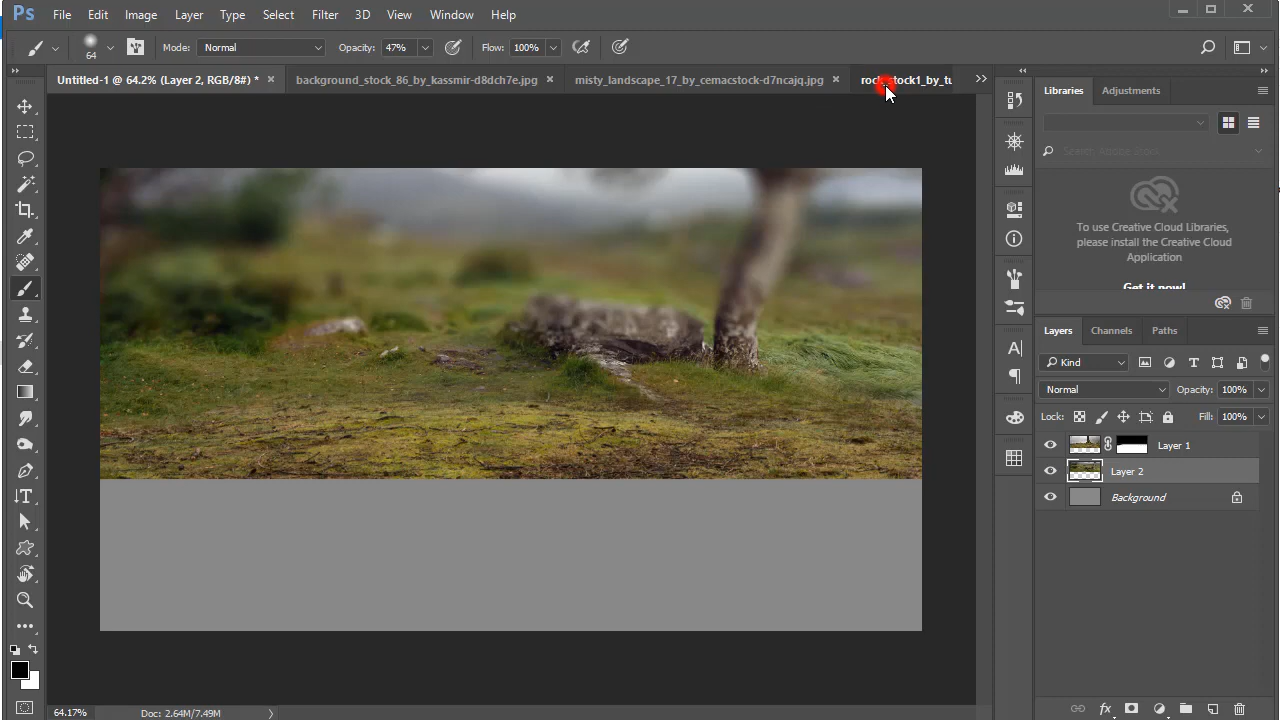 Ps File Edit Image Layer Type Select Filter 3D View Window Help
64 Mode: Normal Opacity: 47% Flow: 100%
Untitled-1 @ 64.2% (Layer 2, RGB/8#) * × background_stock_86_by_kassmir-d8dch7e.jpg × misty_landscape_17_by_cemacstock-d7ncajq.jpg ×
Libraries Adjustments
Search Adobe Stock
To use Creative Cloud Libraries,
please install the Creative Cloud
Application
Get it now!
Layers Channels Paths
Kind
Normal Opacity: 100%
Lock: Fill: 100%
Layer 1
Layer 2
Background
64.17% Doc: 2.64M/7.49M